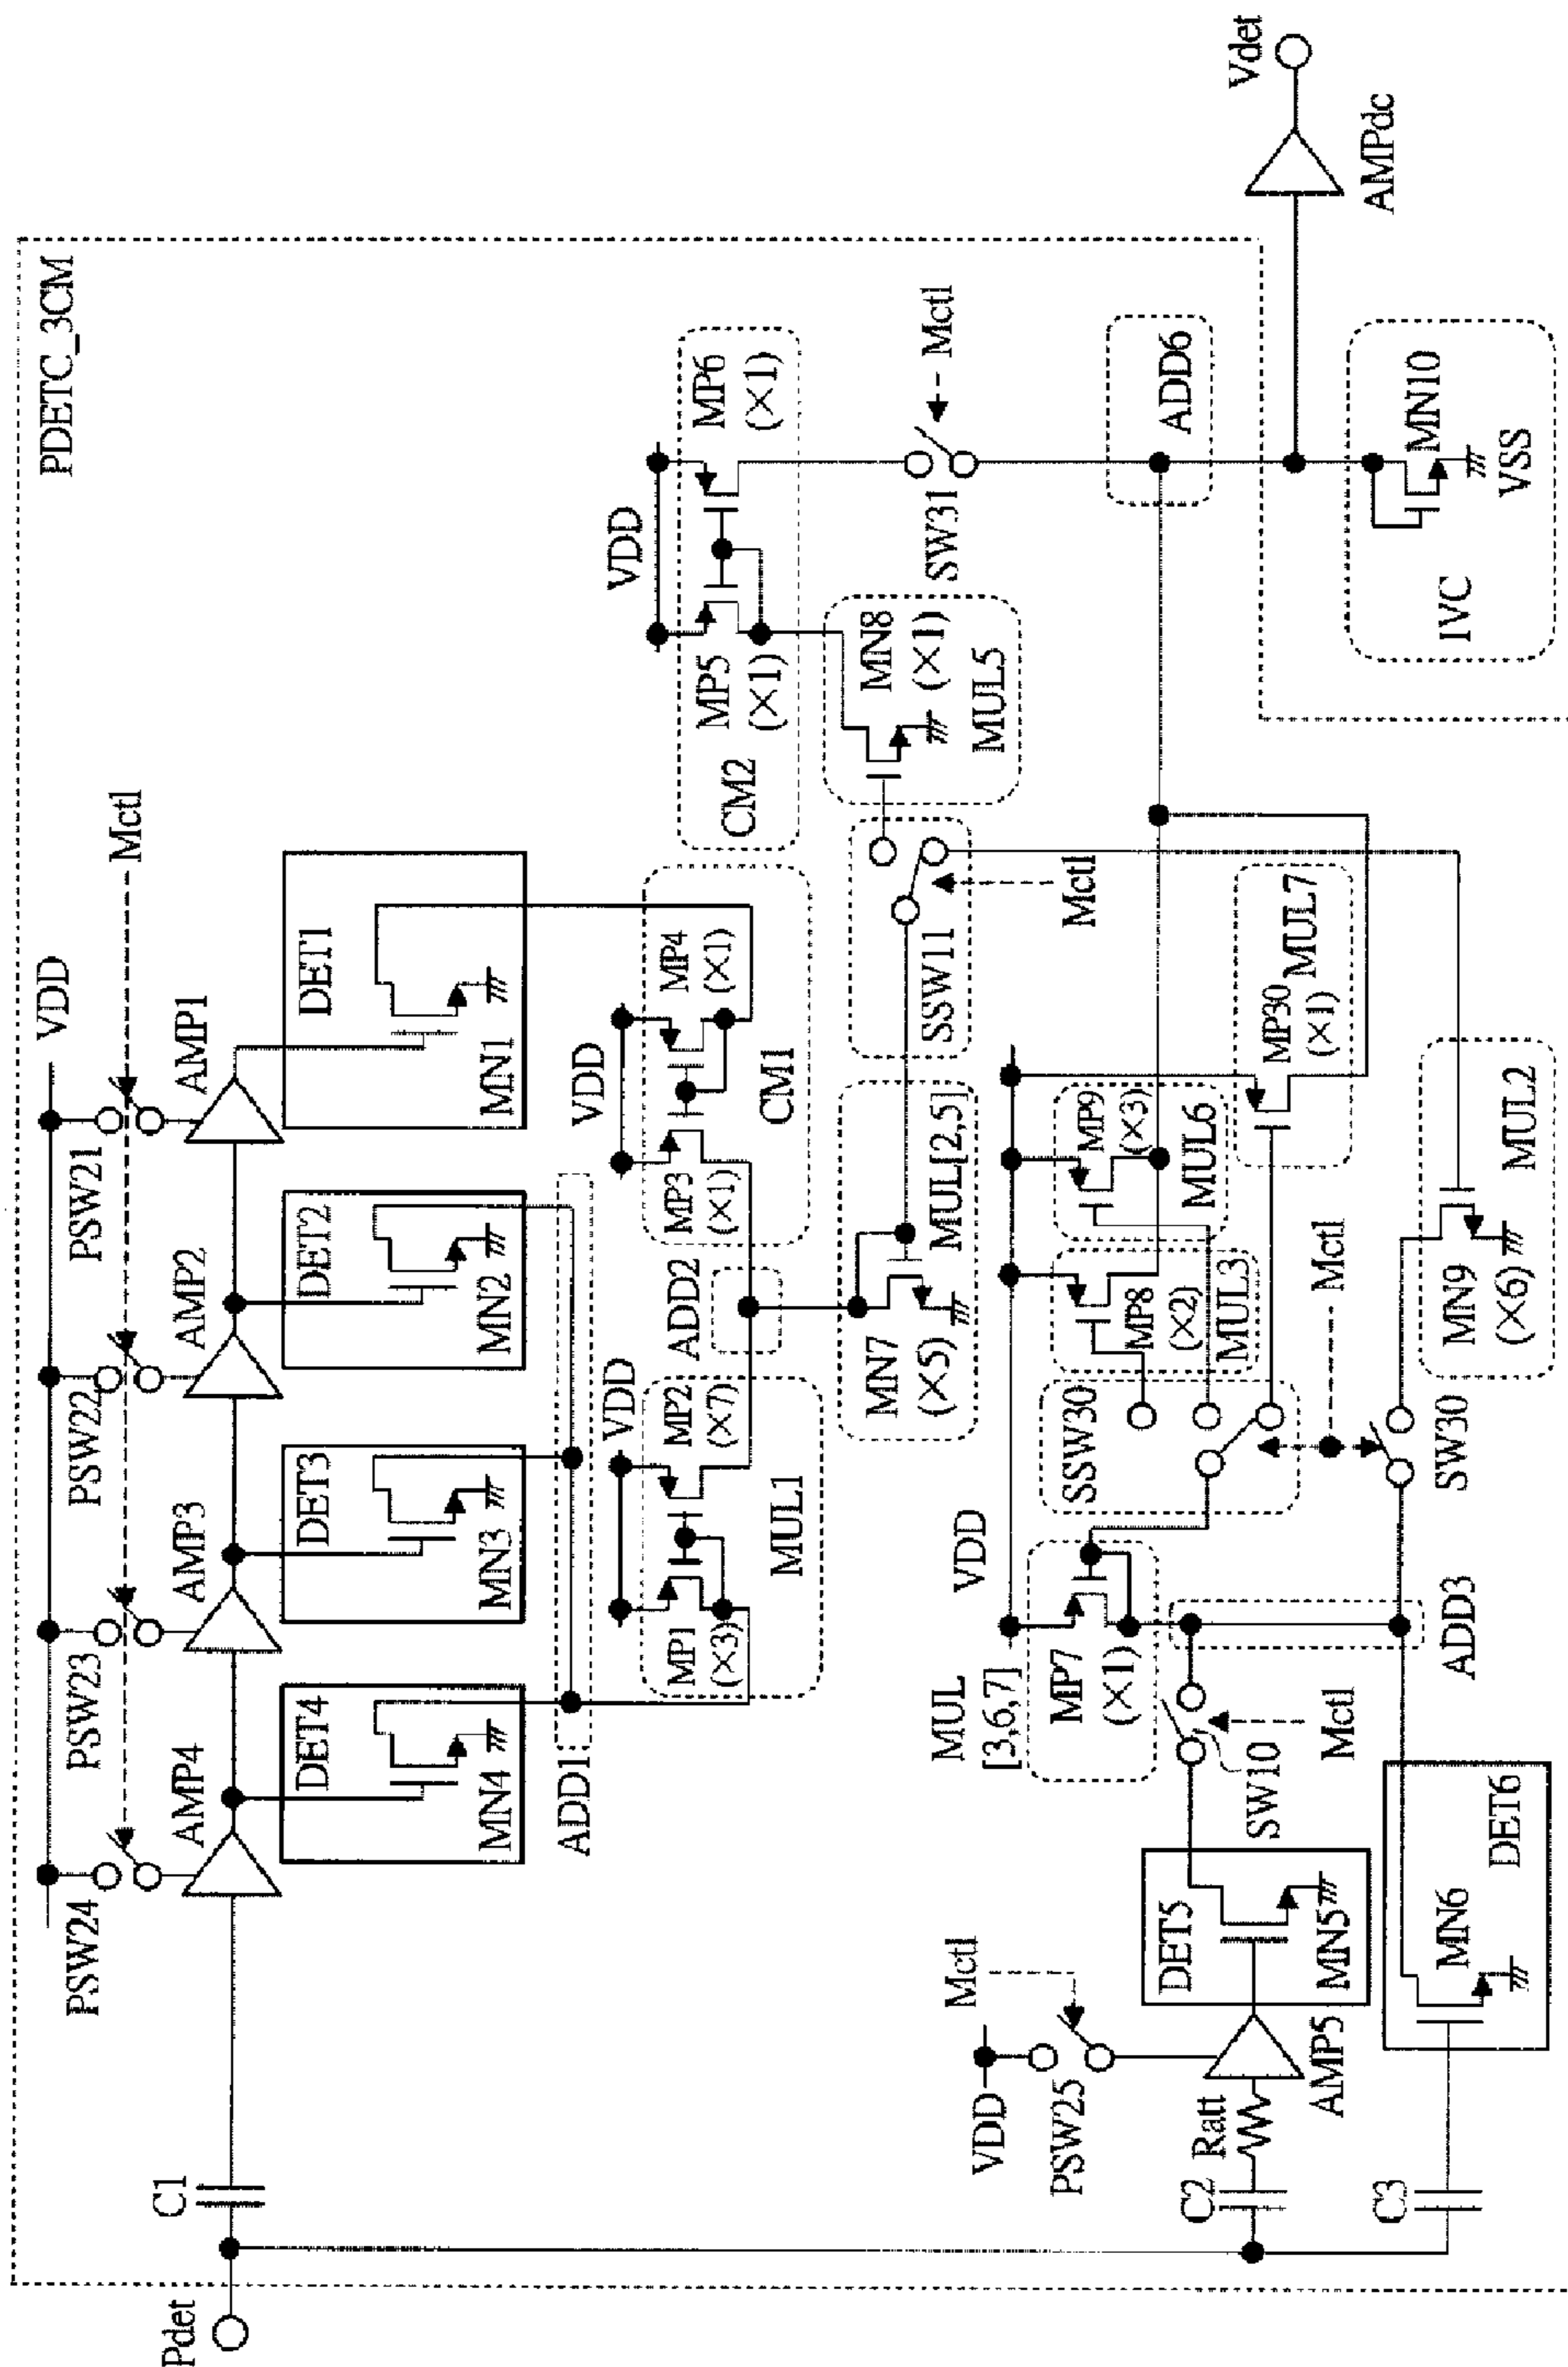 PDETC_3CM
VDD
Mctl
PSW24
PSW23
PSW22
PSW21
AMP4
AMP3
AMP2
AMP1
Pdet
C1
DET4
MN4
DET3
MN3
DET2
MN2
DET1
MN1
ADD1
VDD
MP1
(×3)
MP2
(×7)
MUL1
ADD2
VDD
MP3
(×1)
MP4
(×1)
CM1
VDD
MP5
(×1)
MP6
(×1)
CM2
MN7
(×5)
MUL[2,5]
SSW11
Mctl
MN8
(×1)
MUL5
SW31
Mctl
VDD
PSW25
Mctl
C2
Ratt
AMP5
DET5
MN5
SW10
Mctl
MUL
[3,6,7]
VDD
MP7
(×1)
SSW30
MP8
(×2)
MUL3
MP9
(×3)
MUL6
MP30
(×1)
MUL7
Mctl
ADD6
C3
MN6
DET6
ADD3
SW30
MN9
(×6)
MUL2
IVC
MN10
VSS
AMPdc
Vdet